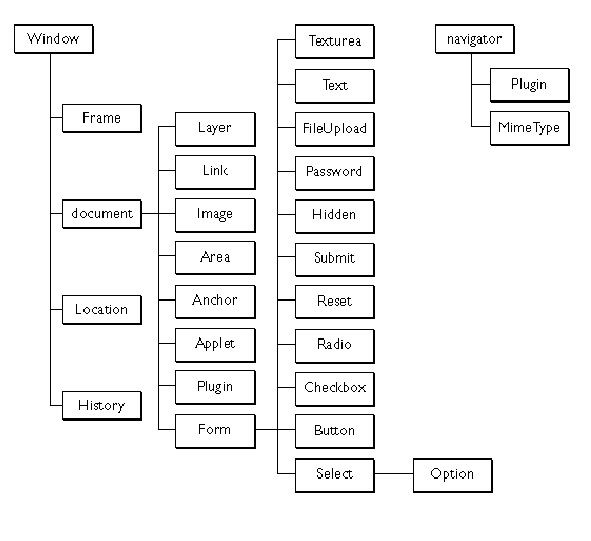 Window
Frame
document
Location
History
Layer
Link
Image
Area
Anchor
Applet
Plugin
Form
Texturea
Text
FileUpload
Password
Hidden
Submit
Reset
Radio
Checkbox
Button
Select
Option
navigator
Plugin
MimeType